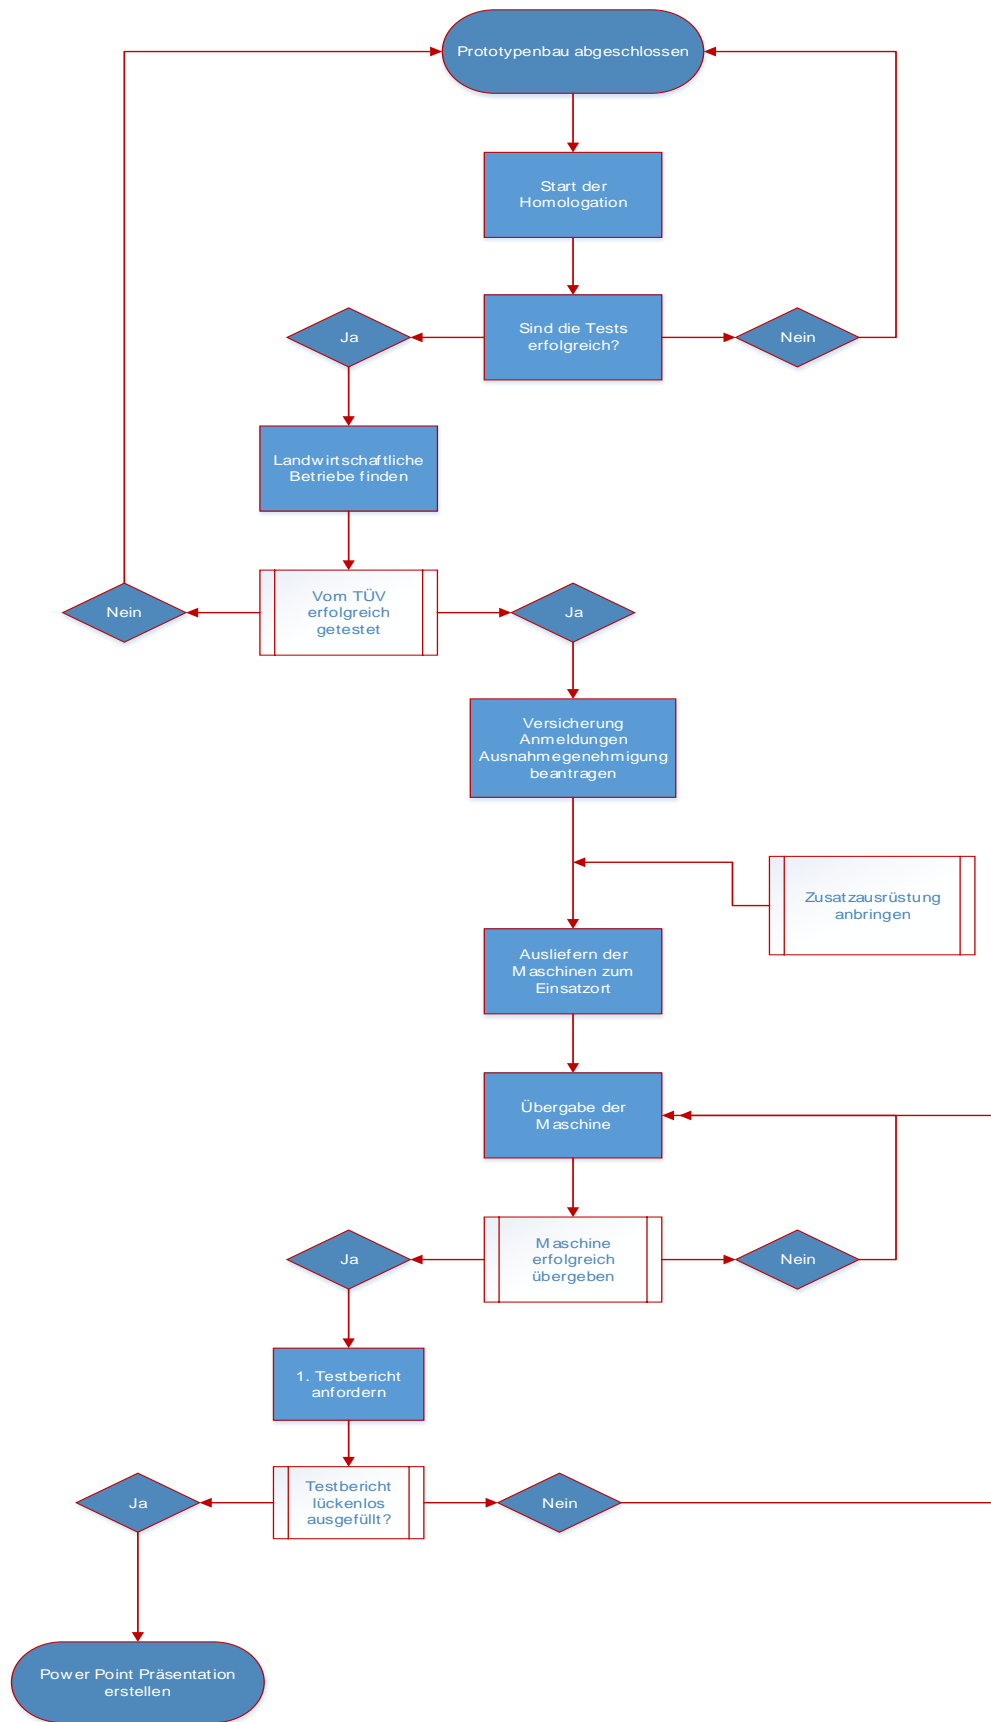 Prototypenbau abgeschlossen
Start der
Homologation
Ja
Sind die Tests
erfolgreich?
Nein
Landwirtschaftliche
Betriebe finden
Nein
Vom TÜV
erfolgreich
getestet
Ja
Versicherung
Anmeldungen
Ausnahmegenehmigung
beantragen
Zusatzausrüstung
anbringen
Ausliefern der
Maschinen zum
Einsatzort
Übergabe der
Maschine
Ja
Maschine
erfolgreich
übergeben
Nein
1. Testbericht
anfordern
Ja
Testbericht
lückenlos
ausgefüllt?
Nein
Power Point Präsentation
erstellen